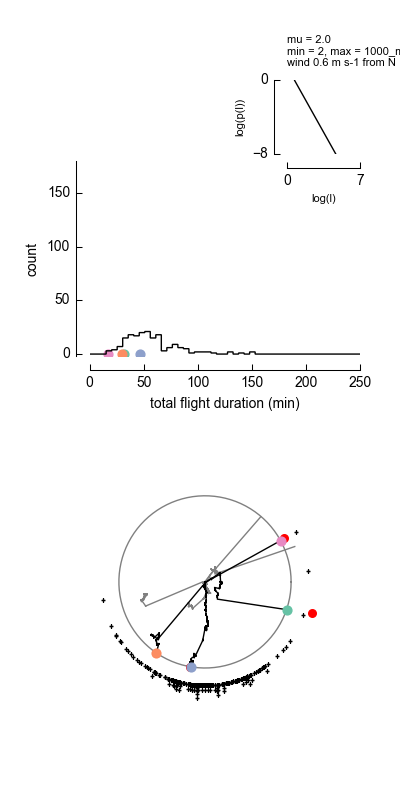 mu = 2.0
min = 2, max = 1000_m
wind 0.6 m s-1 from N
0
−8
log(p(l))
0 7
log(l)
150
100
50
0
count
0 50 100 150 200 250
total flight duration (min)